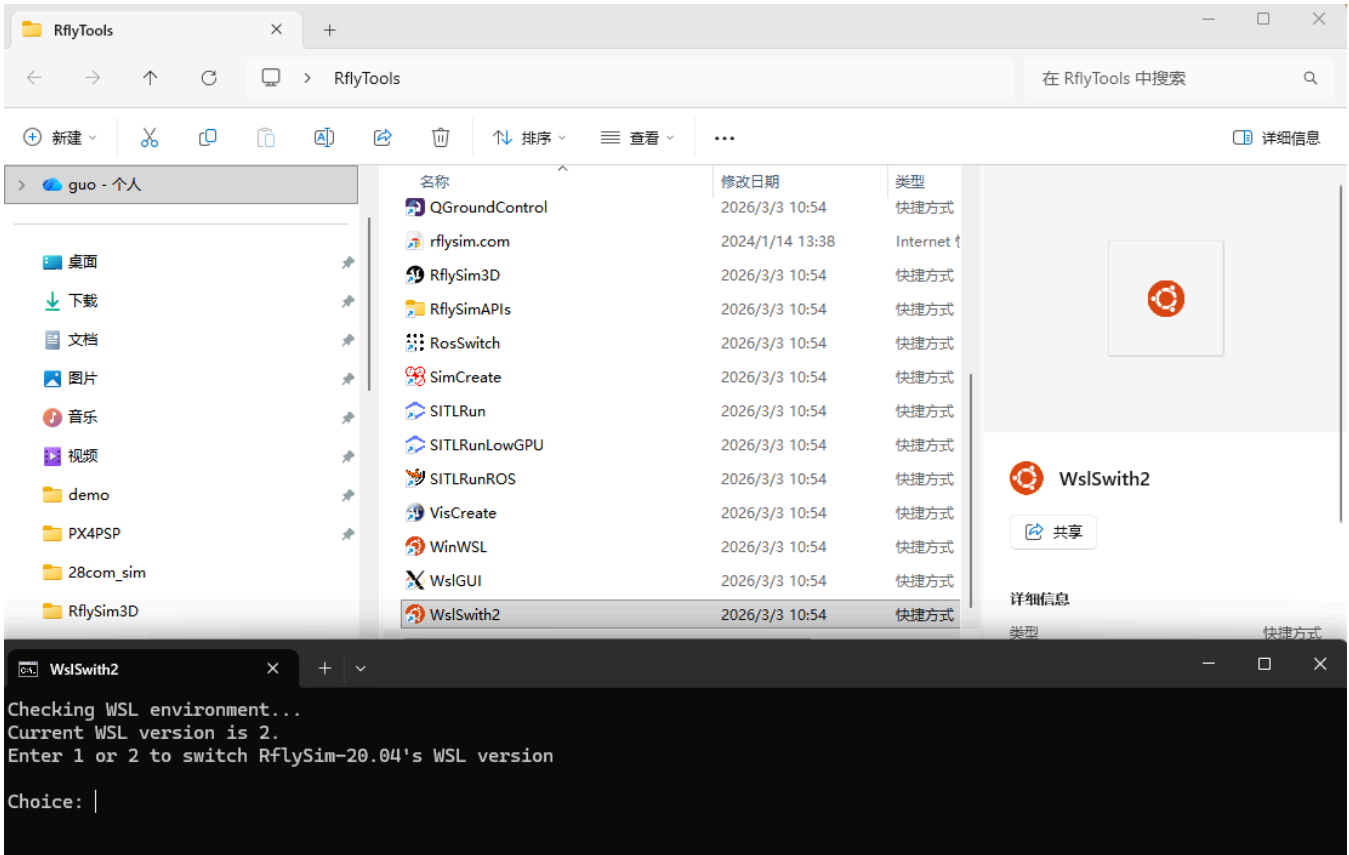 RflyTools
RflyTools
在 RflyTools 中搜索
新建
排序
查看
详细信息
guo - 个人
桌面
下载
文档
图片
音乐
视频
demo
PX4PSP
28com_sim
RflySim3D
名称 修改日期 类型
QGroundControl 2026/3/3 10:54 快捷方式
rflysim.com 2024/1/14 13:38 Internet
RflySim3D 2026/3/3 10:54 快捷方式
RflySimAPIs 2026/3/3 10:54 快捷方式
RosSwitch 2026/3/3 10:54 快捷方式
SimCreate 2026/3/3 10:54 快捷方式
SITLRun 2026/3/3 10:54 快捷方式
SITLRunLowGPU 2026/3/3 10:54 快捷方式
SITLRunROS 2026/3/3 10:54 快捷方式
VisCreate 2026/3/3 10:54 快捷方式
WinWSL 2026/3/3 10:54 快捷方式
WslGUI 2026/3/3 10:54 快捷方式
WslSwith2 2026/3/3 10:54 快捷方式
WslSwith2
共享
详细信息
类型 快捷方式
WslSwith2
Checking WSL environment...
Current WSL version is 2.
Enter 1 or 2 to switch RflySim-20.04's WSL version
Choice: